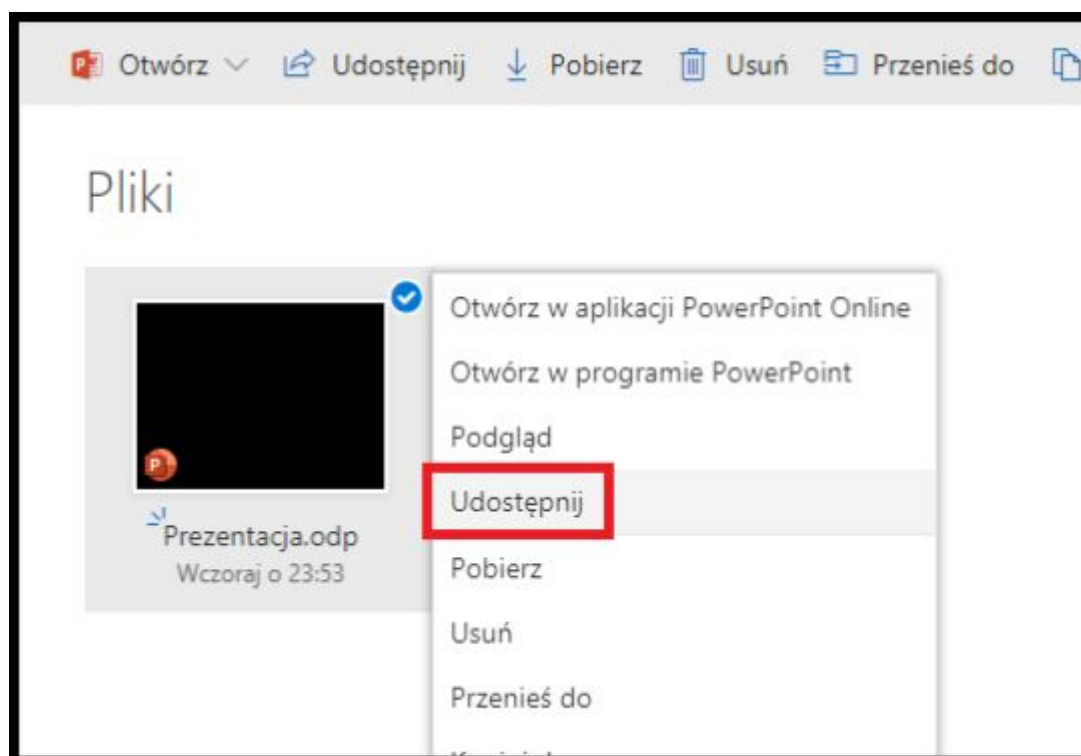 Otwórz Udostępnij Pobierz Usuń Przenieś do
Pliki
Prezentacja.odp
Wczoraj o 23:53
Otwórz w aplikacji PowerPoint Online
Otwórz w programie PowerPoint
Podgląd
Udostępnij
Pobierz
Usuń
Przenieś do